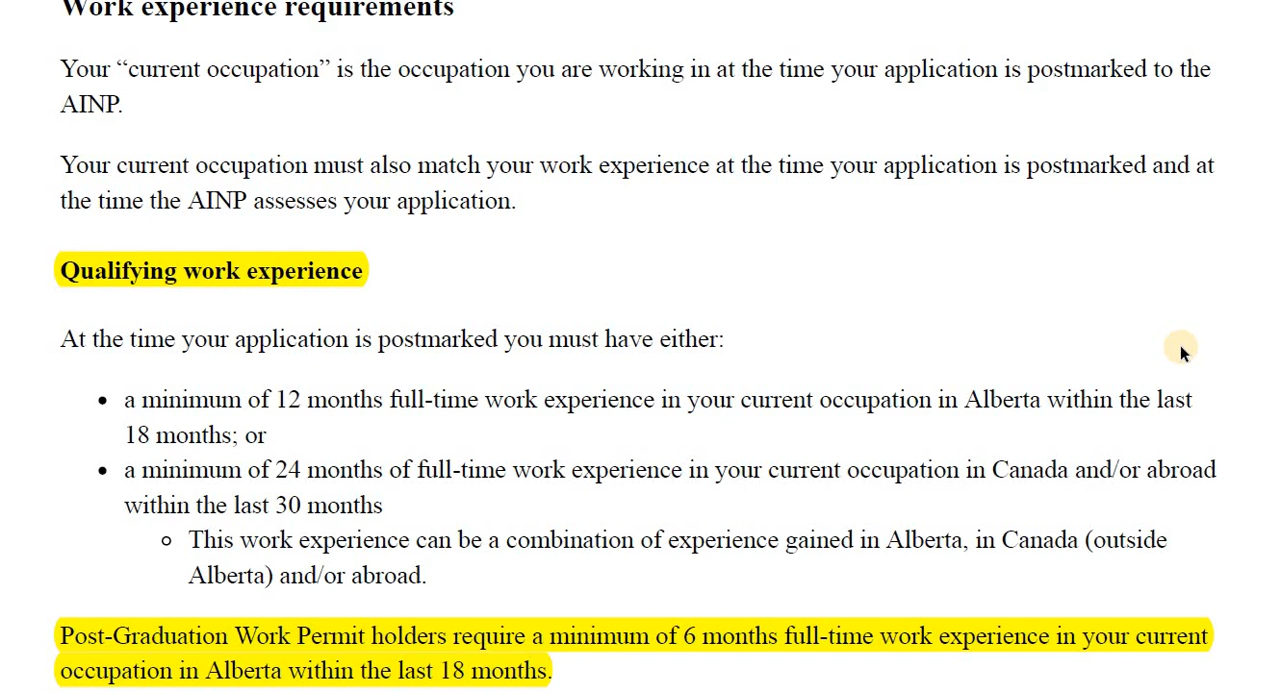 Work experience requirements
Your “current occupation” is the occupation you are working in at the time your application is postmarked to the
AINP.
Your current occupation must also match your work experience at the time your application is postmarked and at
the time the AINP assesses your application.
Qualifying work experience
At the time your application is postmarked you must have either:
• a minimum of 12 months full-time work experience in your current occupation in Alberta within the last
18 months; or
• a minimum of 24 months of full-time work experience in your current occupation in Canada and/or abroad
within the last 30 months
◦ This work experience can be a combination of experience gained in Alberta, in Canada (outside
Alberta) and/or abroad.
Post-Graduation Work Permit holders require a minimum of 6 months full-time work experience in your current
occupation in Alberta within the last 18 months.